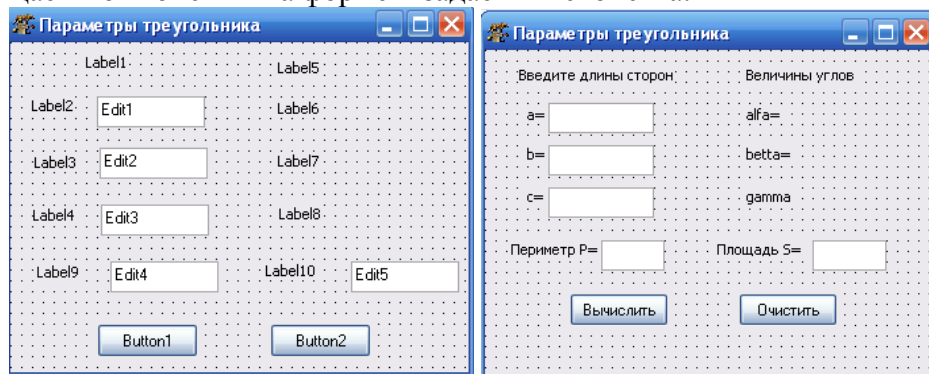 Параметры треугольника
Label1
Label5
Label2
Edit1
Label6
Label3
Edit2
Label7
Label4
Edit3
Label8
Label9
Edit4
Label10
Edit5
Button1
Button2
Параметры треугольника
Введите длины сторон
Величины углов
a=
alfa=
b=
betta=
c=
gamma
Периметр P=
Площадь S=
Вычислить
Очистить